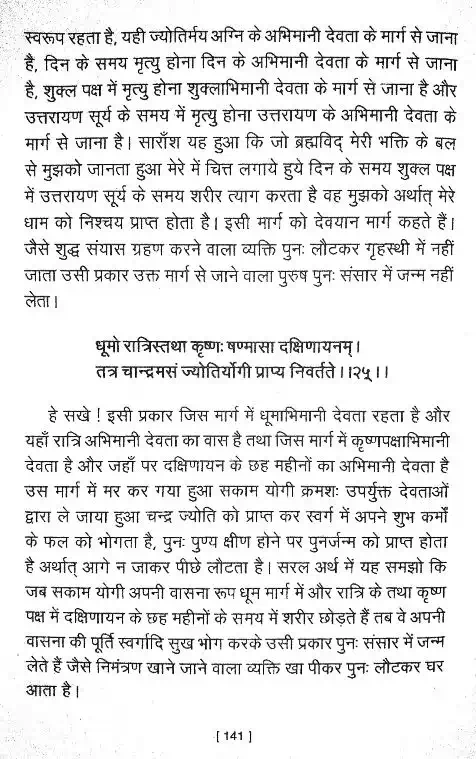 स्वरूप रहता है, यही ज्योतिर्मय अग्नि के अभिमानी देवता के मार्ग से जाना
है, दिन के समय मृत्यु होना दिन के अभिमानी देवता के मार्ग से जाना
है, शुक्ल पक्ष में मृत्यु होना शुक्लाभिमानी देवता के मार्ग से जाना है और
उत्तरायण सूर्य के समय में मृत्यु होना उत्तरायण के अभिमानी देवता के
मार्ग से जाना है। साराँश यह हुआ कि जो ब्रह्मविद् मेरी भक्ति के बल
से मुझको जानता हुआ मेरे में चित्त लगाये हुये दिन के समय शुक्ल पक्ष
में उत्तरायण सूर्य के समय शरीर त्याग करता है वह मुझको अर्थात् मेरे
धाम को निश्चय प्राप्त होता है। इसी मार्ग को देवयान मार्ग कहते हैं।
जैसे शुद्ध संयास ग्रहण करने वाला व्यक्ति पुनः लौटकर गृहस्थी में नहीं
जाता उसी प्रकार उक्त मार्ग से जाने वाला पुरुष पुनः संसार में जन्म नहीं
लेता।
धूमो रात्रिस्तथा कृष्णः षण्मासा दक्षिणायनम्।
तत्र चान्द्रमसं ज्योतिर्योगी प्राप्य निवर्तते।।२५।।
हे सखे ! इसी प्रकार जिस मार्ग में धूमाभिमानी देवता रहता है और
यहाँ रात्रि अभिमानी देवता का वास है तथा जिस मार्ग में कृष्णपक्षाभिमानी
देवता है और जहाँ पर दक्षिणायन के छह महीनों का अभिमानी देवता है
उस मार्ग में मर कर गया हुआ सकाम योगी क्रमशः उपर्युक्त देवताओं
द्वारा ले जाया हुआ चन्द्र ज्योति को प्राप्त कर स्वर्ग में अपने शुभ कर्मों
के फल को भोगता है, पुनः पुण्य क्षीण होने पर पुनर्जन्म को प्राप्त होता
है अर्थात् आगे न जाकर पीछे लौटता है। सरल अर्थ में यह समझो कि
जब सकाम योगी अपनी वासना रूप धूम मार्ग में और रात्रि के तथा कृष्ण
पक्ष में दक्षिणायन के छह महीनों के समय में शरीर छोड़ते हैं तब वे अपनी
वासना की पूर्ति स्वर्गादि सुख भोग करके उसी प्रकार पुनः संसार में जन्म
लेते हैं जैसे निमंत्रण खाने जाने वाला व्यक्ति खा पीकर पुनः लौटकर घर
आता है।
[ 141 ]